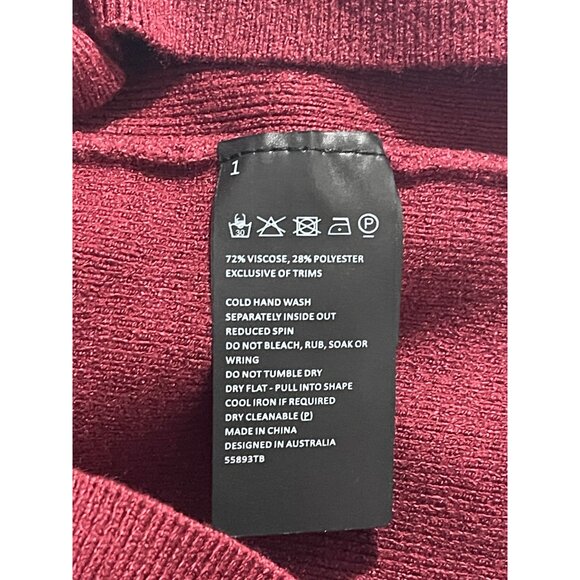 1
30 P
72% VISCOSE, 28% POLYESTER
EXCLUSIVE OF TRIMS
COLD HAND WASH
SEPARATELY INSIDE OUT
REDUCED SPIN
DO NOT BLEACH, RUB, SOAK OR
WRING
DO NOT TUMBLE DRY
DRY FLAT - PULL INTO SHAPE
COOL IRON IF REQUIRED
DRY CLEANABLE (P)
MADE IN CHINA
DESIGNED IN AUSTRALIA
55893TB